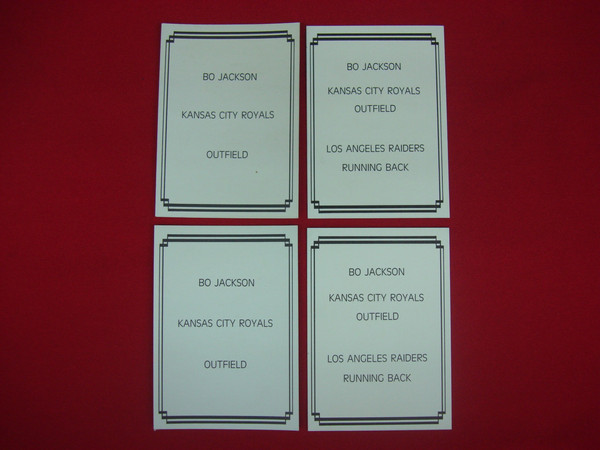 BO JACKSON
KANSAS CITY ROYALS
OUTFIELD
BO JACKSON
KANSAS CITY ROYALS
OUTFIELD
LOS ANGELES RAIDERS
RUNNING BACK
BO JACKSON
KANSAS CITY ROYALS
OUTFIELD
BO JACKSON
KANSAS CITY ROYALS
OUTFIELD
LOS ANGELES RAIDERS
RUNNING BACK